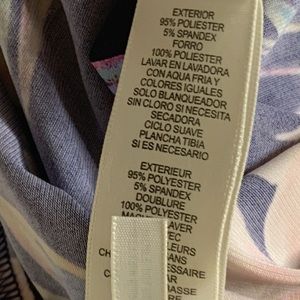 EXTERIOR
95% POLIESTER
5% SPANDEX
FORRO
100% POLIESTER
LAVAR EN LAVADORA
CON AQUA FRIA Y
COLORES IGUALES
SOLO BLANQUEADOR
SIN CLORO SI NECESITA
SECADORA
CICLO SUAVE
PLANCHA TIBIA
SI ES NECESARIO
EXTERIEUR
95% POLYESTER
5% SPANDEX
DOUBLURE
100% POLYESTER
LAVER